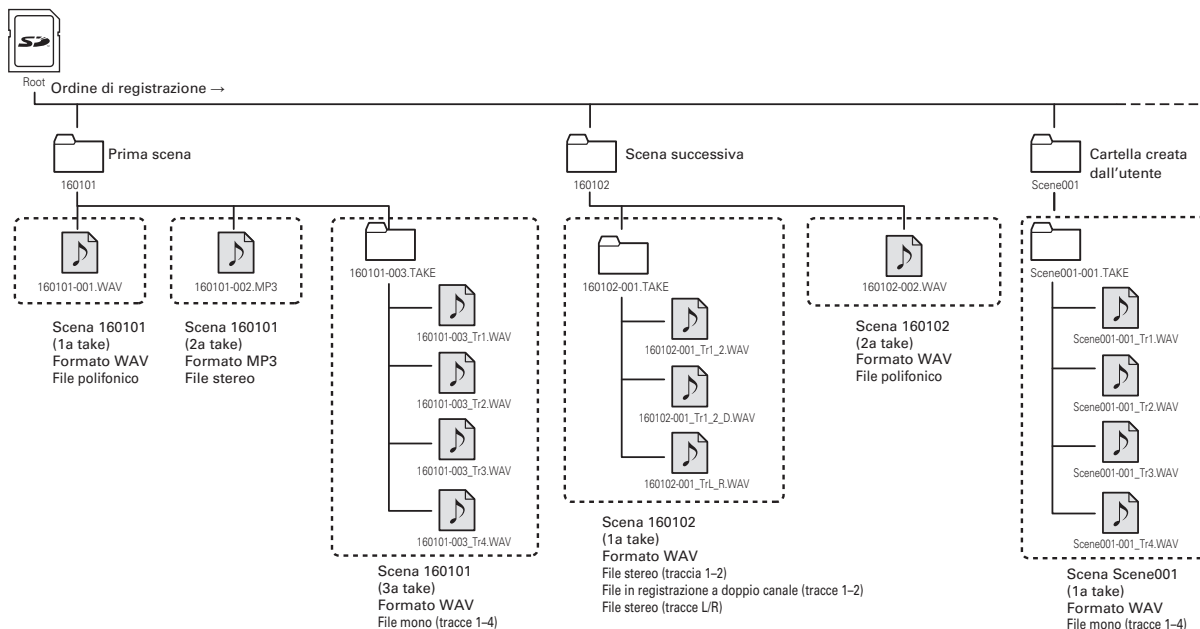 SD
Root
Ordine di registrazione →
Prima scena
160101
Scena successiva
160102
Cartella creata
dall'utente
Scene001
160101-001.WAV
Scena 160101
(1a take)
Formato WAV
File polifonico
160101-002.MP3
Scena 160101
(2a take)
Formato MP3
File stereo
160101-003.TAKE
160101-003_Tr1.WAV
160101-003_Tr2.WAV
160101-003_Tr3.WAV
160101-003_Tr4.WAV
Scena 160101
(3a take)
Formato WAV
File mono (tracce 1–4)
160102-001.TAKE
160102-001_Tr1_2.WAV
160102-001_Tr1_2_D.WAV
160102-001_TrL_R.WAV
Scena 160102
(1a take)
Formato WAV
File stereo (traccia 1–2)
File in registrazione a doppio canale (tracce 1–2)
File stereo (tracce L/R)
160102-002.WAV
Scena 160102
(2a take)
Formato WAV
File polifonico
Scene001-001.TAKE
Scene001-001_Tr1.WAV
Scene001-001_Tr2.WAV
Scene001-001_Tr3.WAV
Scene001-001_Tr4.WAV
Scena Scene001
(1a take)
Formato WAV
File mono (tracce 1–4)